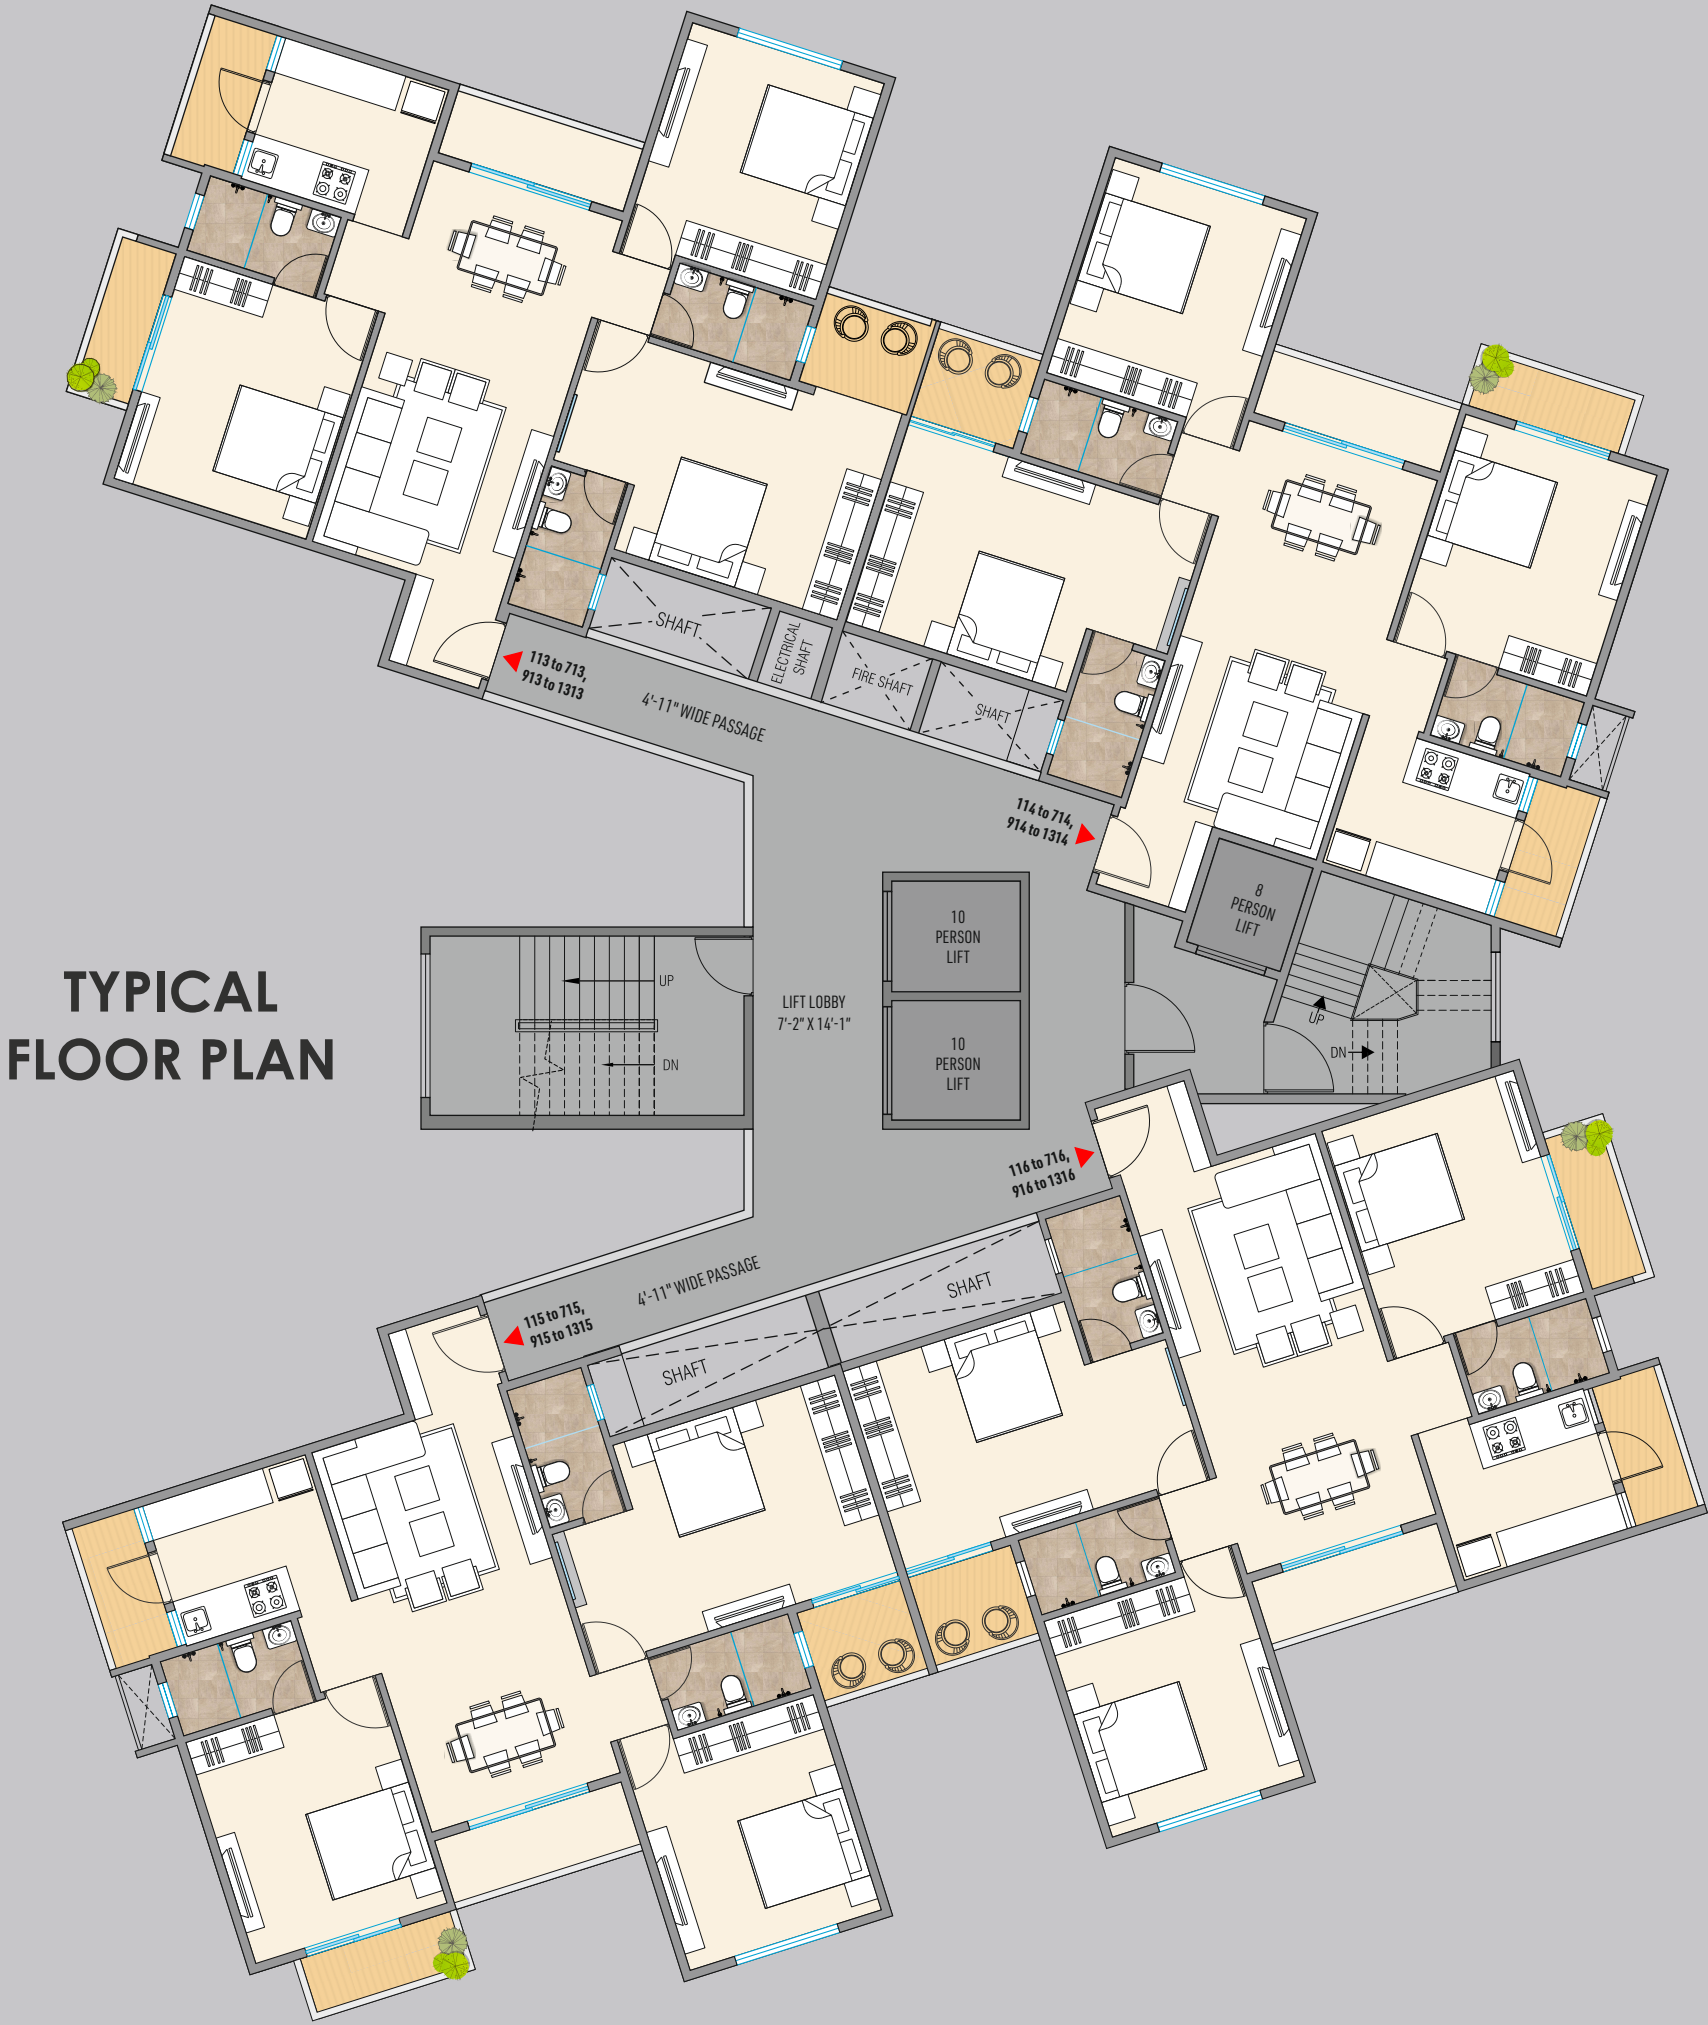 SHAFT
ELECTRICAL
SHAFT
FIRE SHAFT
SHAFT
113 to 713,
913 to 1313
4'-11" WIDE PASSAGE
114 to 714,
914 to 1314
8
PERSON
LIFT
10
PERSON
LIFT
TYPICAL
FLOOR PLAN
UP
DN
LIFT LOBBY
7'-2" X 14'-1"
10
PERSON
LIFT
UP
DN
116 to 716,
916 to 1316
4'-11" WIDE PASSAGE
115 to 715,
915 to 1315
SHAFT
SHAFT